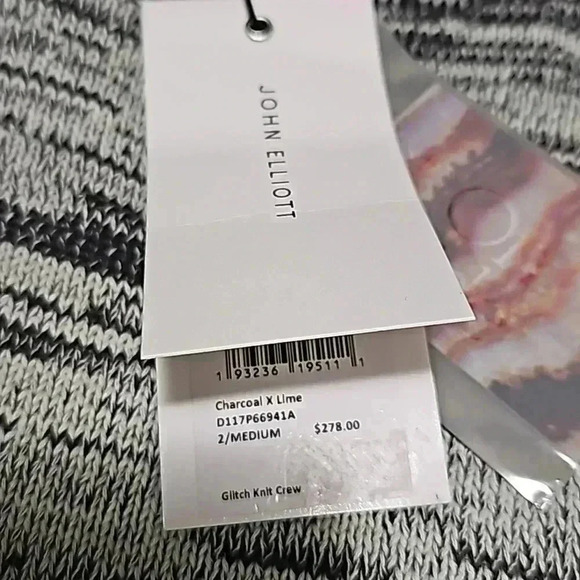 JOHN ELLIOTT
1 93236 19511 1
Charcoal X Lime
D117P66941A
2/MEDIUM $278.00
Glitch Knit Crew